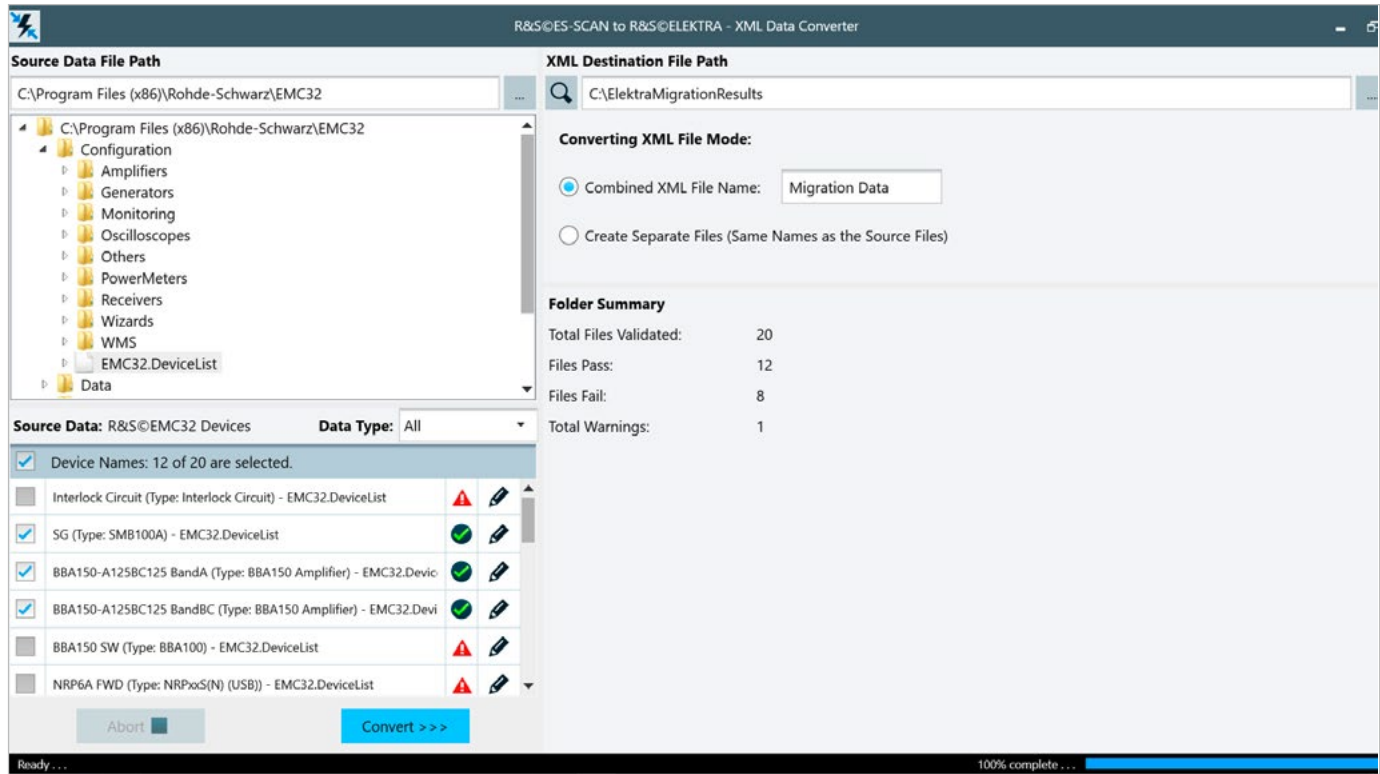 R&S©ES-SCAN to R&S©ELEKTRA - XML Data Converter
Source Data File Path
C:\Program Files (x86)\Rohde-Schwarz\EMC32
...
C:\Program Files (x86)\Rohde-Schwarz\EMC32
Configuration
Amplifiers
Generators
Monitoring
Oscilloscopes
Others
PowerMeters
Receivers
Wizards
WMS
EMC32.DeviceList
Data
Source Data: R&S©EMC32 Devices Data Type: All
Device Names: 12 of 20 are selected.
Interlock Circuit (Type: Interlock Circuit) - EMC32.DeviceList
SG (Type: SMB100A) - EMC32.DeviceList
BBA150-A125BC125 BandA (Type: BBA150 Amplifier) - EMC32.Devic
BBA150-A125BC125 BandBC (Type: BBA150 Amplifier) - EMC32.Devi
BBA150 SW (Type: BBA100) - EMC32.DeviceList
NRP6A FWD (Type: NRPxxS(N) (USB)) - EMC32.DeviceList
Abort Convert >>>
XML Destination File Path
C:\ElektraMigrationResults
...
Converting XML File Mode:
Combined XML File Name: Migration Data
Create Separate Files (Same Names as the Source Files)
Folder Summary
Total Files Validated: 20
Files Pass: 12
Files Fail: 8
Total Warnings: 1
Ready . . . 100% complete . . .